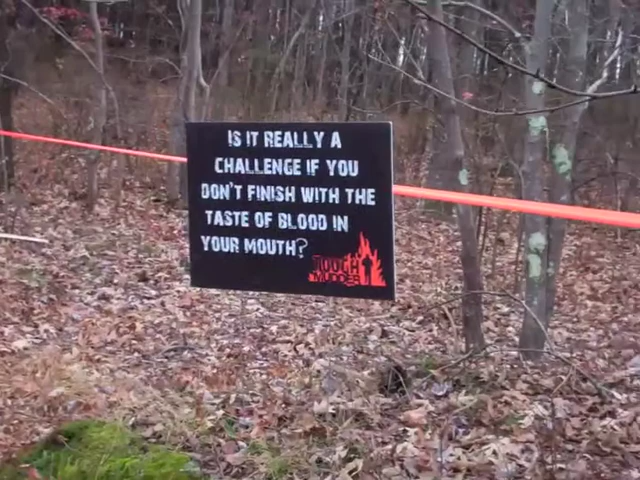 IS IT REALLY A
CHALLENGE IF YOU
DON'T FINISH WITH THE
TASTE OF BLOOD IN
YOUR MOUTH?
TOUGH
MUDDER